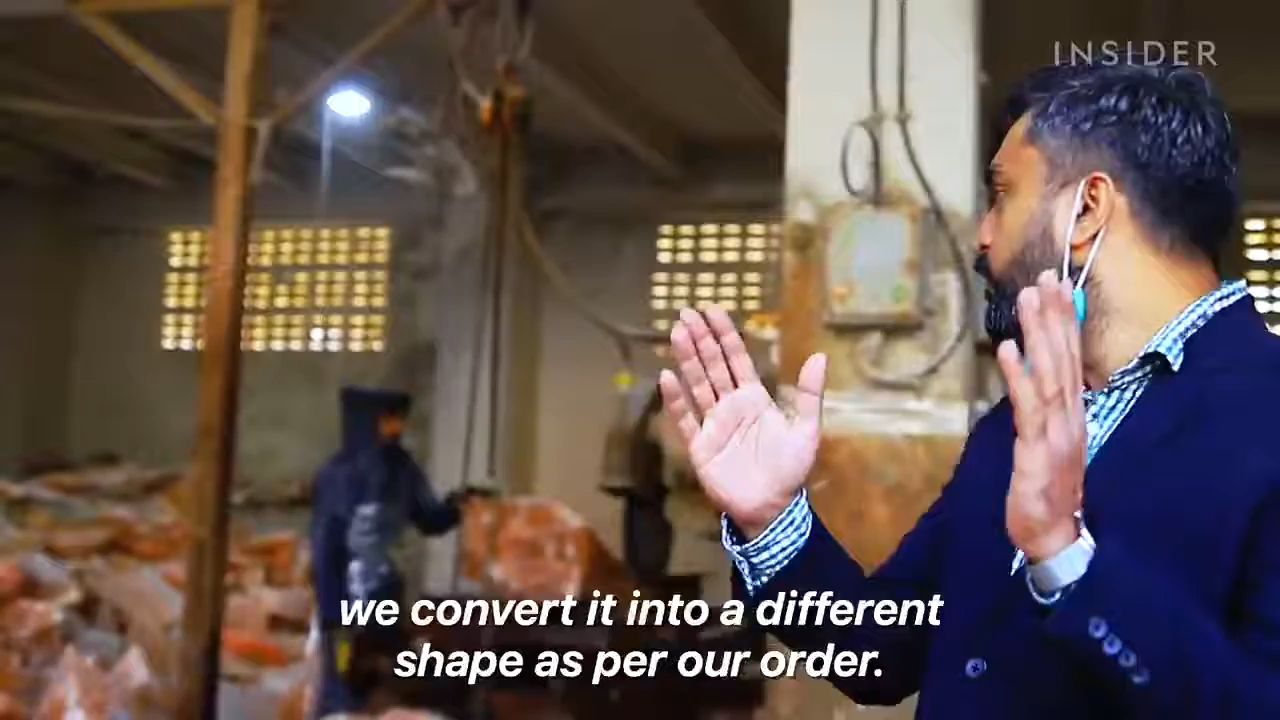 INSIDER
we convert it into a different
shape as per our order.